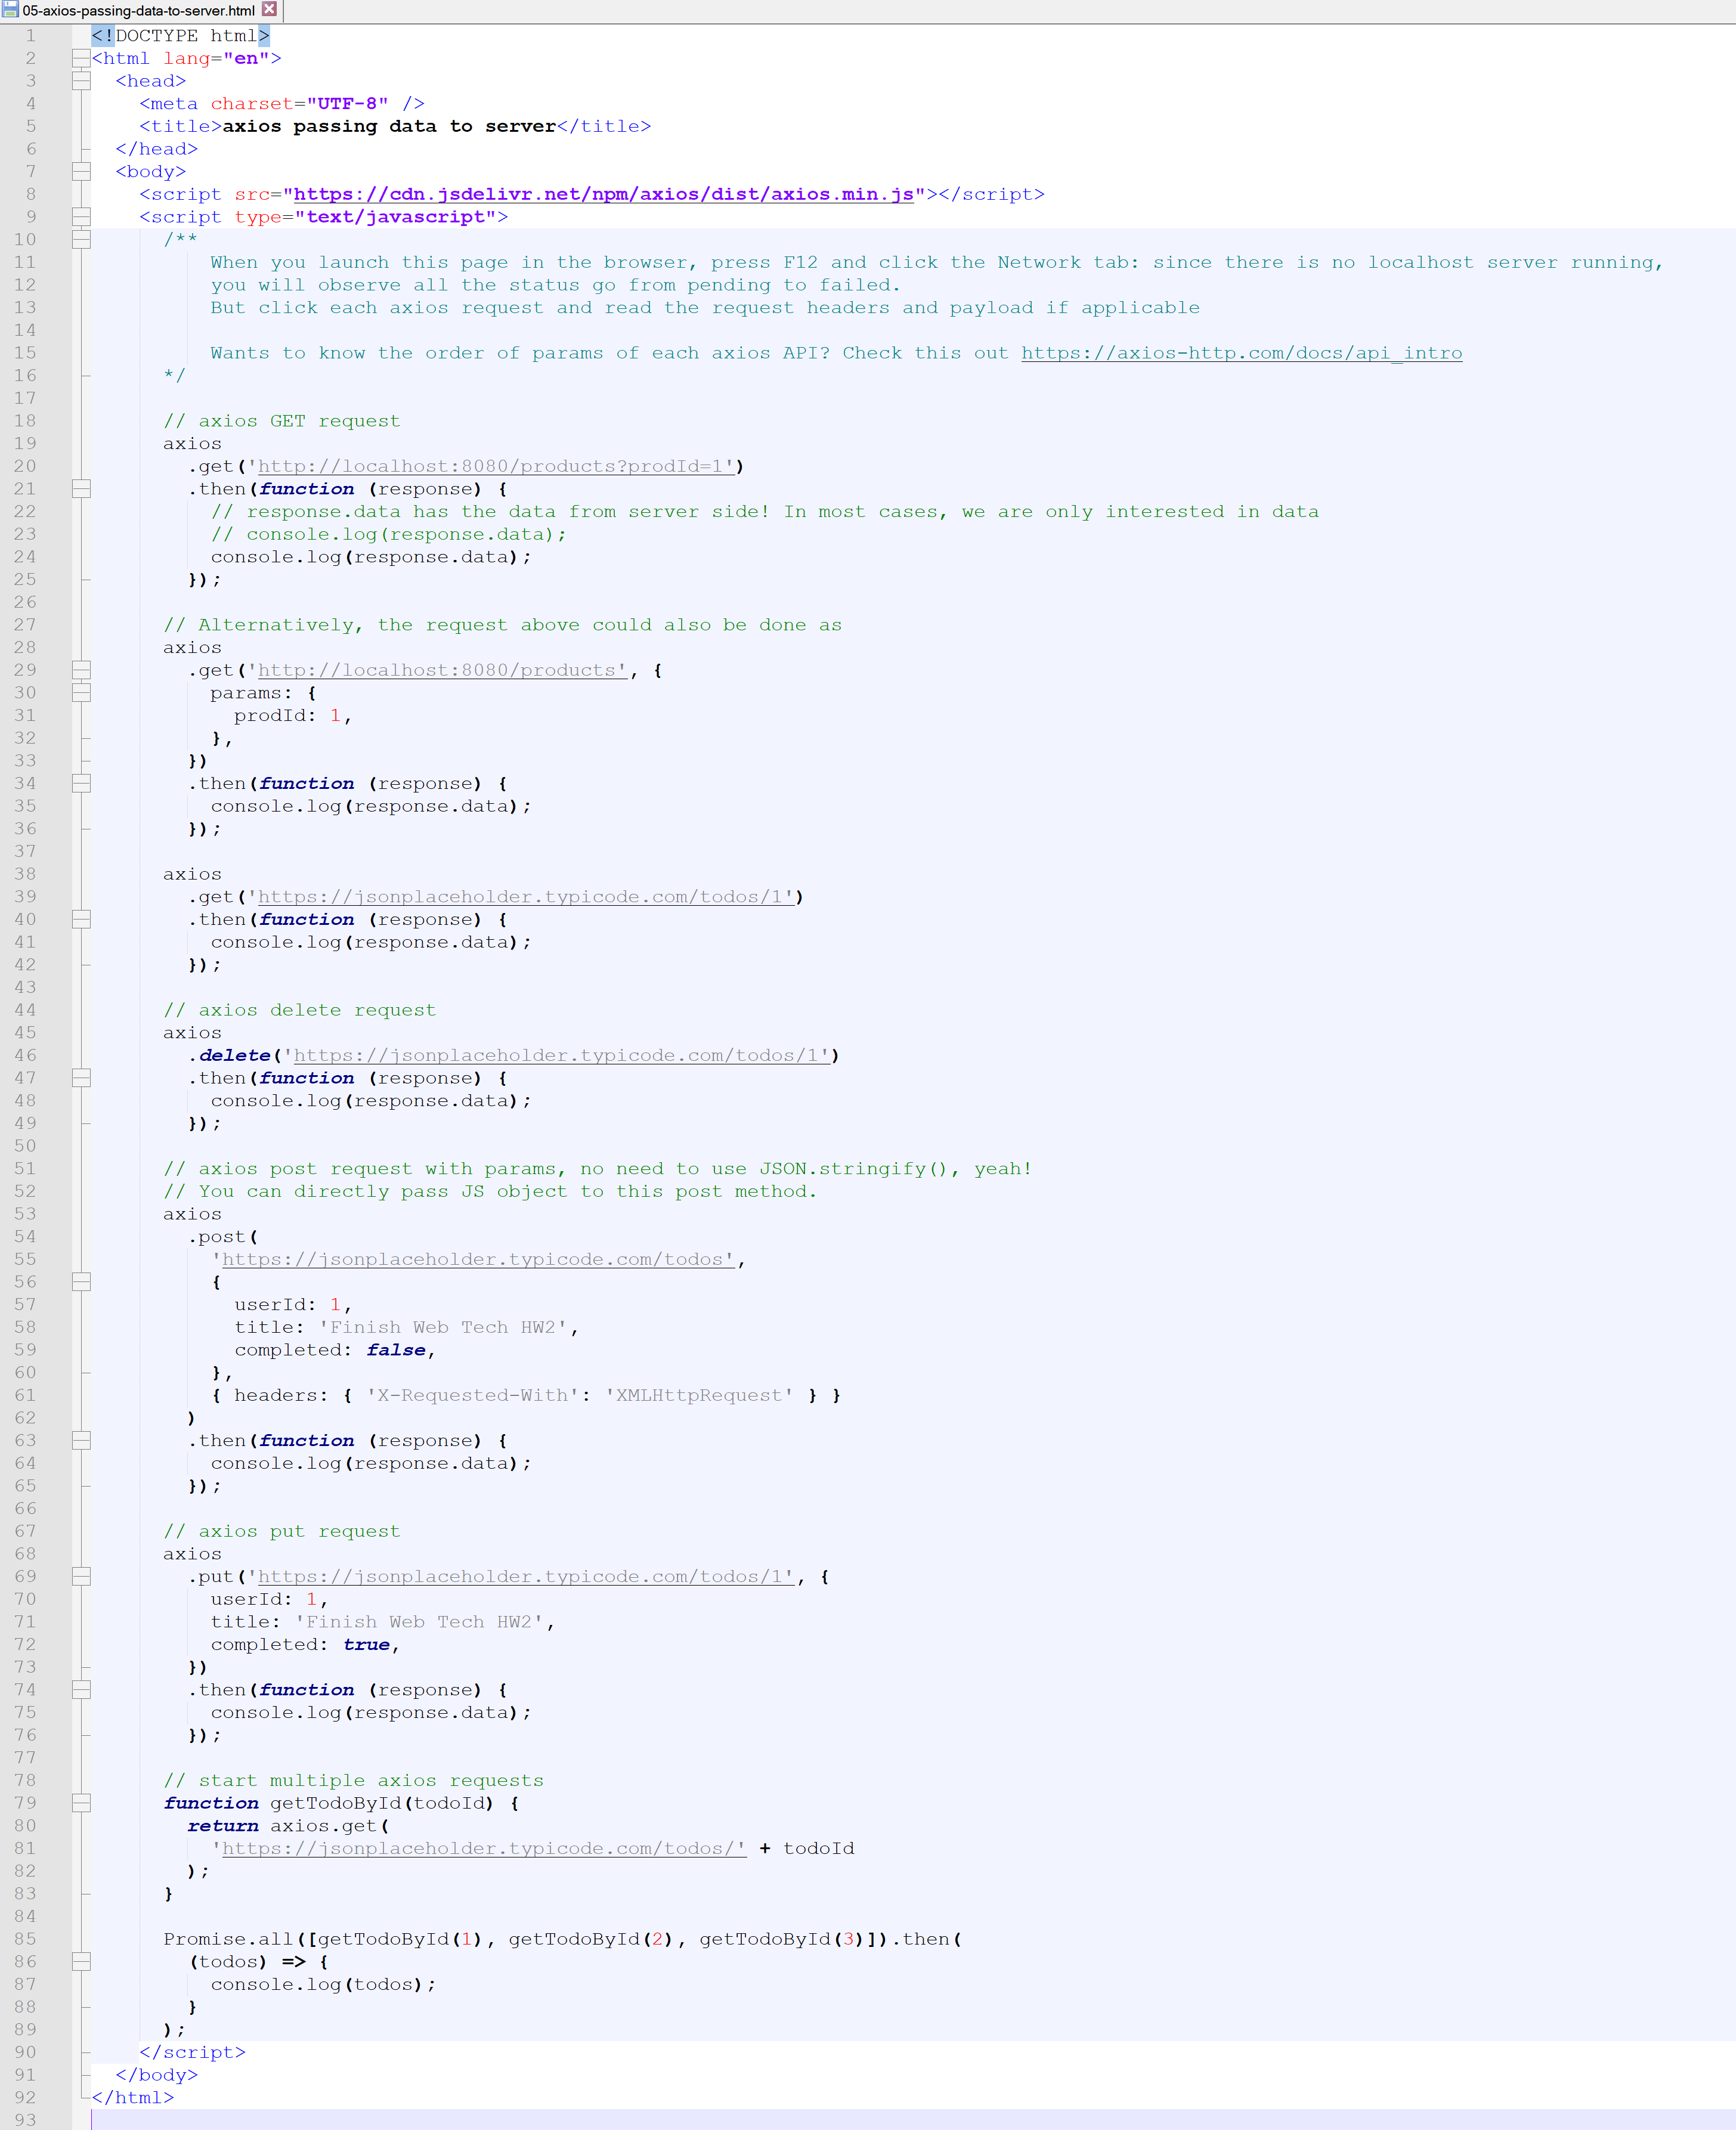 05-axios-passing-data-to-server.html
1 <!DOCTYPE html>
2 <html lang="en">
3   <head>
4     <meta charset="UTF-8" />
5     <title>axios passing data to server</title>
6   </head>
7   <body>
8     <script src="https://cdn.jsdelivr.net/npm/axios/dist/axios.min.js"></script>
9     <script type="text/javascript">
10       /**
11           When you launch this page in the browser, press F12 and click the Network tab: since there is no localhost server running,
12           you will observe all the status go from pending to failed.
13           But click each axios request and read the request headers and payload if applicable
14
15           Wants to know the order of params of each axios API? Check this out https://axios-http.com/docs/api_intro
16       */
17
18       // axios GET request
19       axios
20         .get('http://localhost:8080/products?prodId=1')
21         .then(function (response) {
22           // response.data has the data from server side! In most cases, we are only interested in data
23           // console.log(response.data);
24           console.log(response.data);
25         });
26
27       // Alternatively, the request above could also be done as
28       axios
29         .get('http://localhost:8080/products', {
30           params: {
31             prodId: 1,
32           },
33         })
34         .then(function (response) {
35           console.log(response.data);
36         });
37
38       axios
39         .get('https://jsonplaceholder.typicode.com/todos/1')
40         .then(function (response) {
41           console.log(response.data);
42         });
43
44       // axios delete request
45       axios
46         .delete('https://jsonplaceholder.typicode.com/todos/1')
47         .then(function (response) {
48           console.log(response.data);
49         });
50
51       // axios post request with params, no need to use JSON.stringify(), yeah!
52       // You can directly pass JS object to this post method.
53       axios
54         .post(
55           'https://jsonplaceholder.typicode.com/todos',
56           {
57             userId: 1,
58             title: 'Finish Web Tech HW2',
59             completed: false,
60           },
61           { headers: { 'X-Requested-With': 'XMLHttpRequest' } }
62         )
63         .then(function (response) {
64           console.log(response.data);
65         });
66
67       // axios put request
68       axios
69         .put('https://jsonplaceholder.typicode.com/todos/1', {
70           userId: 1,
71           title: 'Finish Web Tech HW2',
72           completed: true,
73         })
74         .then(function (response) {
75           console.log(response.data);
76         });
77
78       // start multiple axios requests
79       function getTodoById(todoId) {
80         return axios.get(
81           'https://jsonplaceholder.typicode.com/todos/' + todoId
82         );
83       }
84
85       Promise.all([getTodoById(1), getTodoById(2), getTodoById(3)]).then(
86         (todos) => {
87           console.log(todos);
88         }
89       );
90     </script>
91   </body>
92 </html>
93